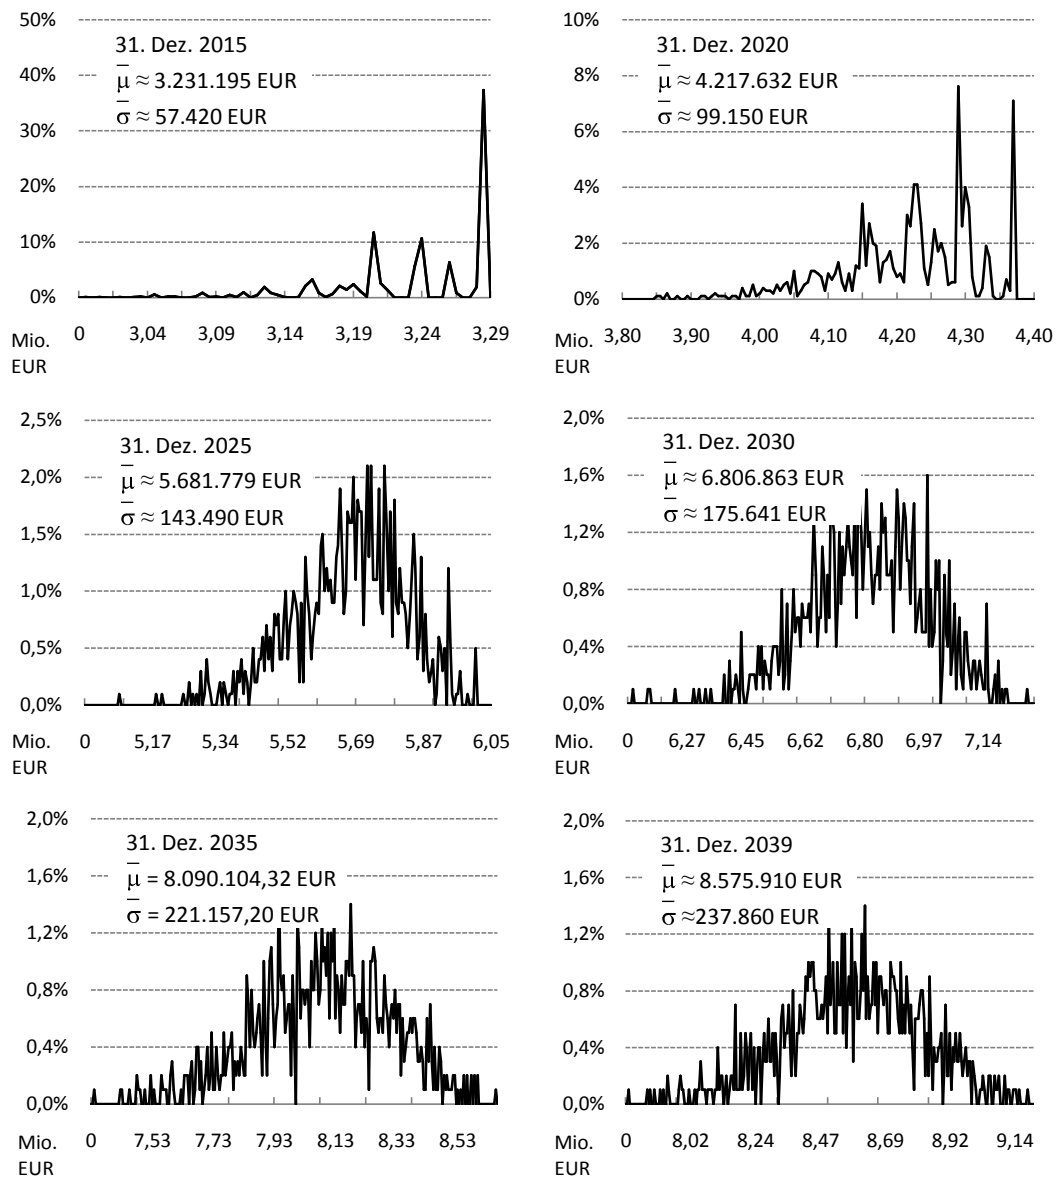 50%
31. Dez. 2015
40%
μ ≈ 3.231.195 EUR
σ ≈ 57.420 EUR
30%
20%
10%
0%
0 3,04 3,09 3,14 3,19 3,24 3,29
Mio.
EUR
10%
31. Dez. 2020
8%
μ ≈ 4.217.632 EUR
σ ≈ 99.150 EUR
6%
4%
2%
0%
3,80 3,90 4,00 4,10 4,20 4,30 4,40
Mio.
EUR
2,5%
31. Dez. 2025
2,0%
μ ≈ 5.681.779 EUR
σ ≈ 143.490 EUR
1,5%
1,0%
0,5%
0,0%
Mio. 0 5,17 5,34 5,52 5,69 5,87 6,05
EUR
2,0%
31. Dez. 2030
1,6%
μ ≈ 6.806.863 EUR
σ ≈ 175.641 EUR
1,2%
0,8%
0,4%
0,0%
Mio. 0 6,27 6,45 6,62 6,80 6,97 7,14
EUR
2,0%
31. Dez. 2035
1,6%
μ = 8.090.104,32 EUR
σ = 221.157,20 EUR
1,2%
0,8%
0,4%
0,0%
Mio. 0 7,53 7,73 7,93 8,13 8,33 8,53
EUR
2,0%
31. Dez. 2039
1,6%
μ ≈ 8.575.910 EUR
σ ≈237.860 EUR
1,2%
0,8%
0,4%
0,0%
Mio. 0 8,02 8,24 8,47 8,69 8,92 9,14
EUR